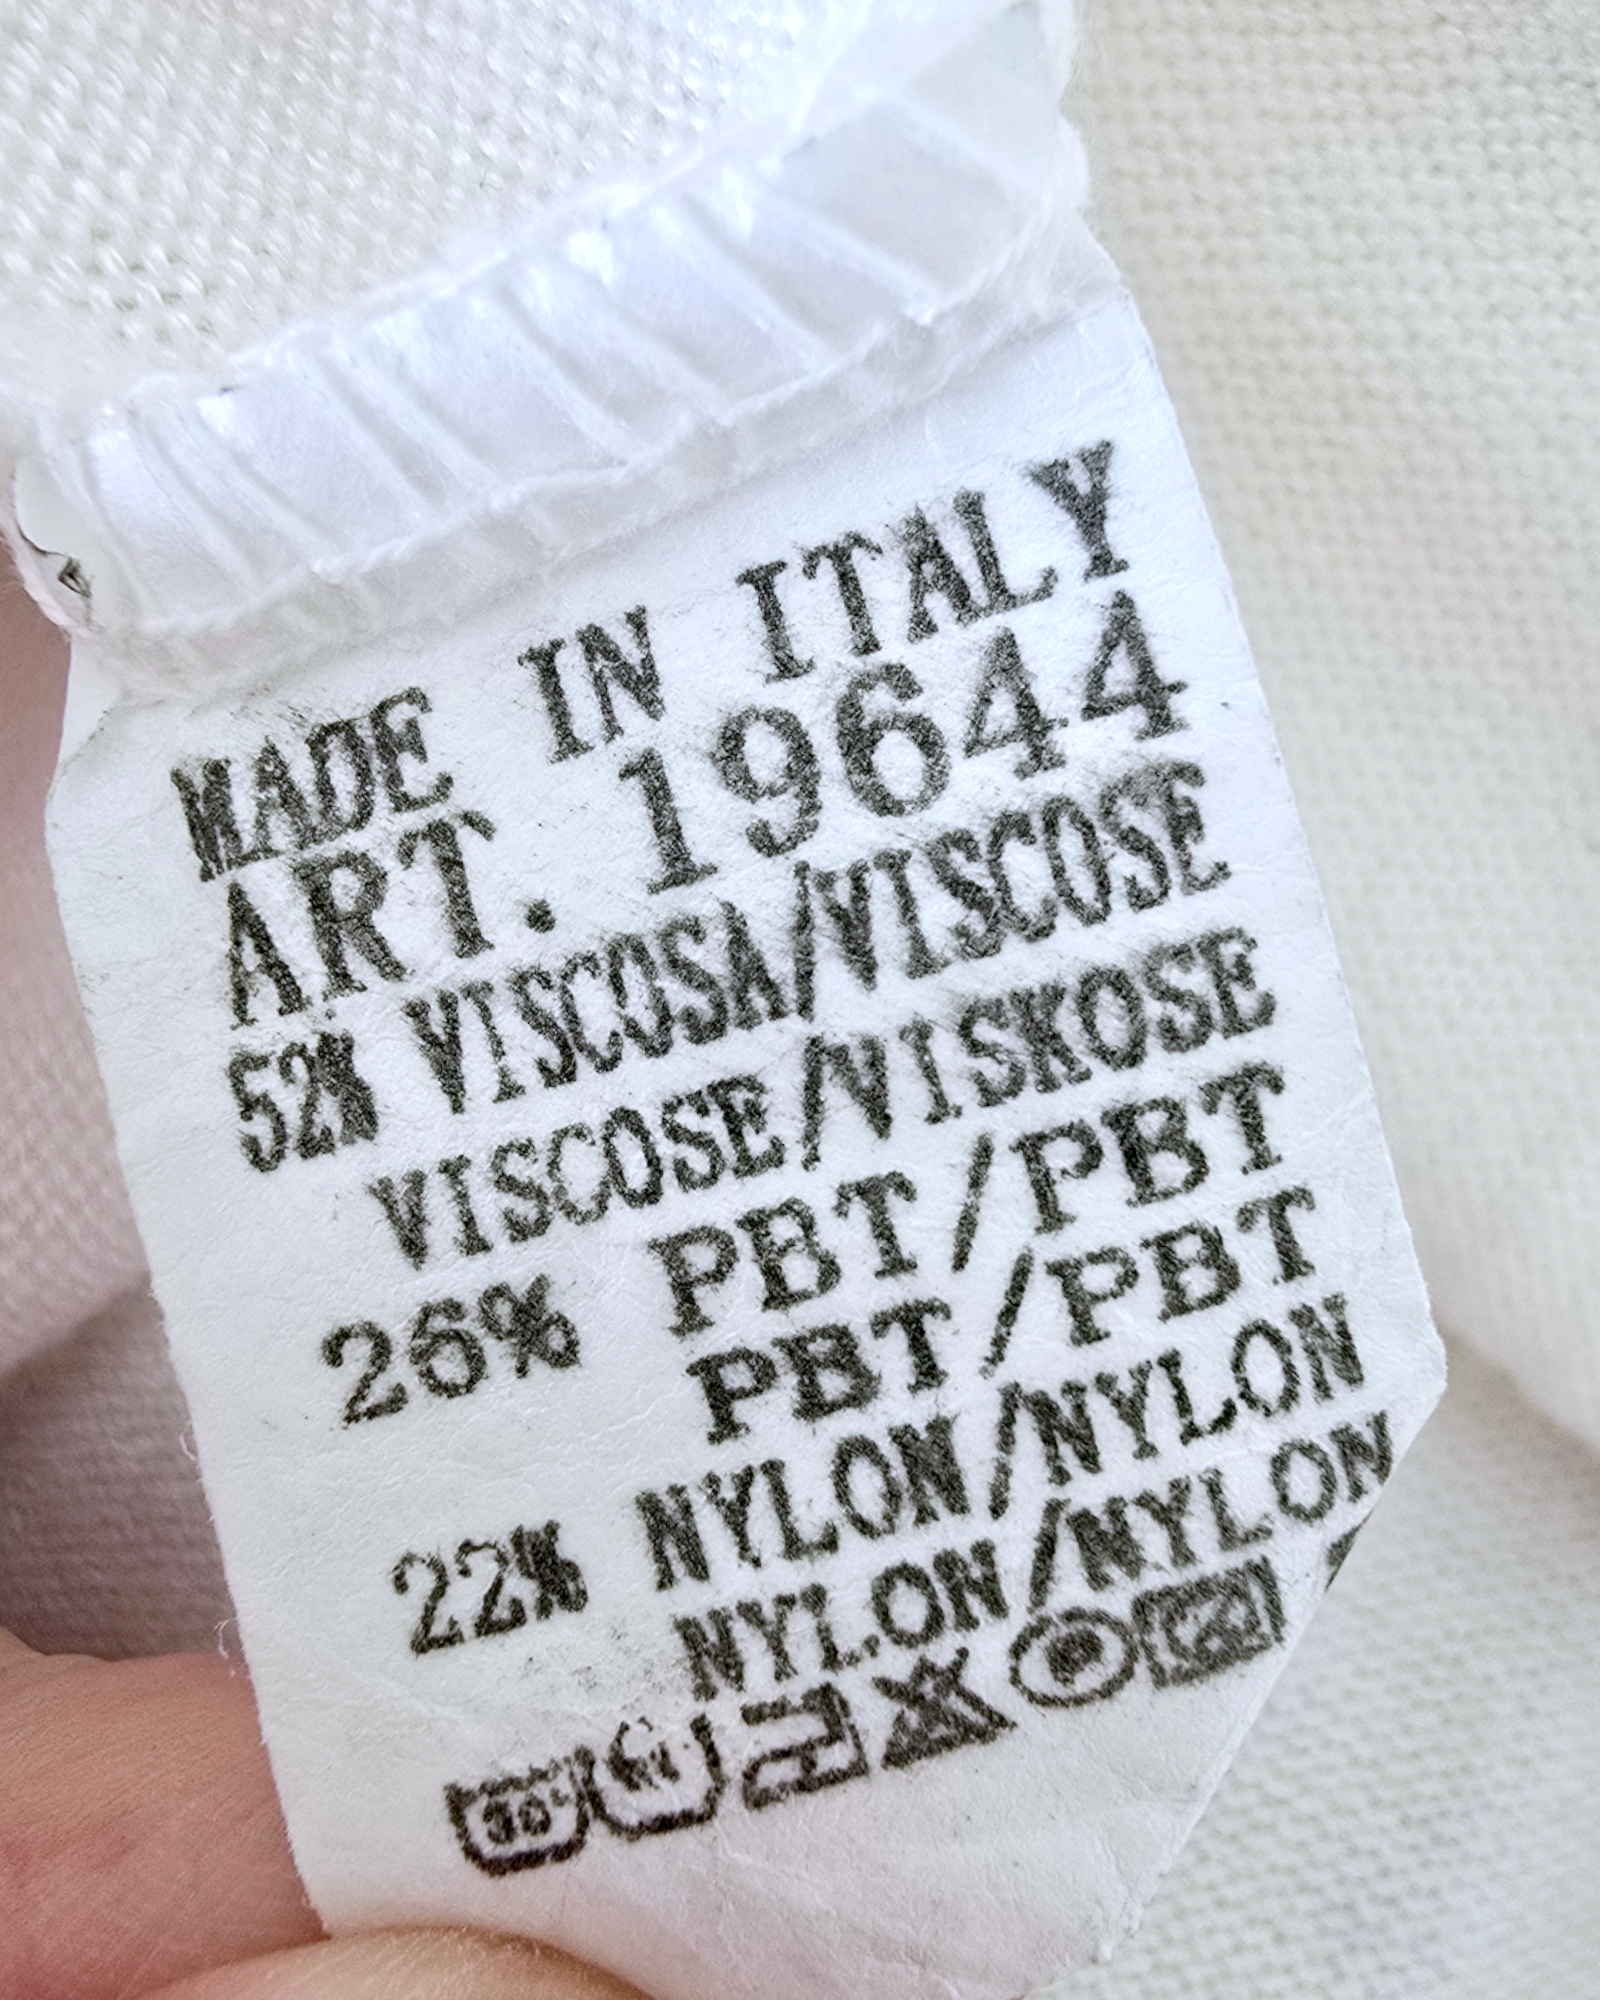 MADE IN ITALY
ART. 19644
52% VISCOSA/VISCOSE
VISCOSE/VISKOSE
26% PBT/PBT
PBT/PBT
22% NYLON/NYLON
NYLON/NYLON
30° P